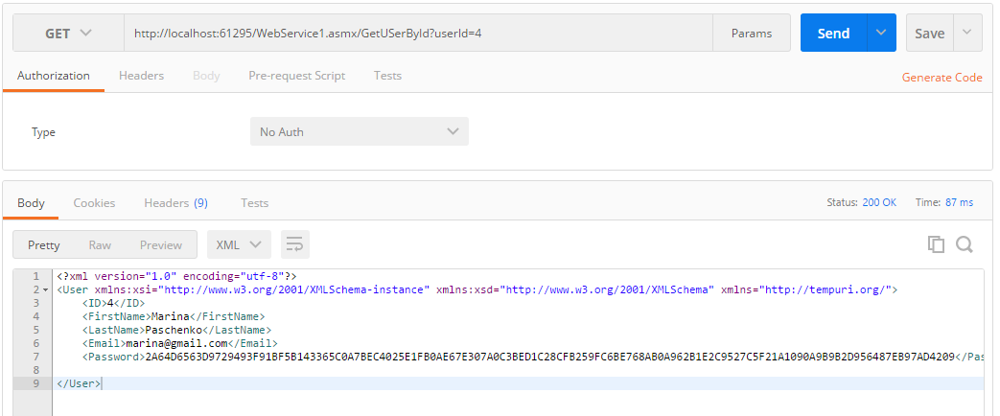 GET http://localhost:61295/WebService1.asmx/GetUSerById?userId=4 Params Send Save
Authorization Headers Body Pre-request Script Tests Generate Code
Type No Auth
Body Cookies Headers (9) Tests Status: 200 OK Time: 87 ms
Pretty Raw Preview XML
1 <?xml version="1.0" encoding="utf-8"?>
2 <User xmlns:xsi="http://www.w3.org/2001/XMLSchema-instance" xmlns:xsd="http://www.w3.org/2001/XMLSchema" xmlns="http://tempuri.org/">
3 <ID>4</ID>
4 <FirstName>Marina</FirstName>
5 <LastName>Paschenko</LastName>
6 <Email>marina@gmail.com</Email>
7 <Password>2A64D6563D9729493F91BF5B143365C0A7BEC4025E1FB0AE67E307A0C3BED1C28CFB259FC6BE768AB0A962B1E2C9527C5F21A1090A9B9B2D956487EB97AD4209</Pas
8
9 </User>